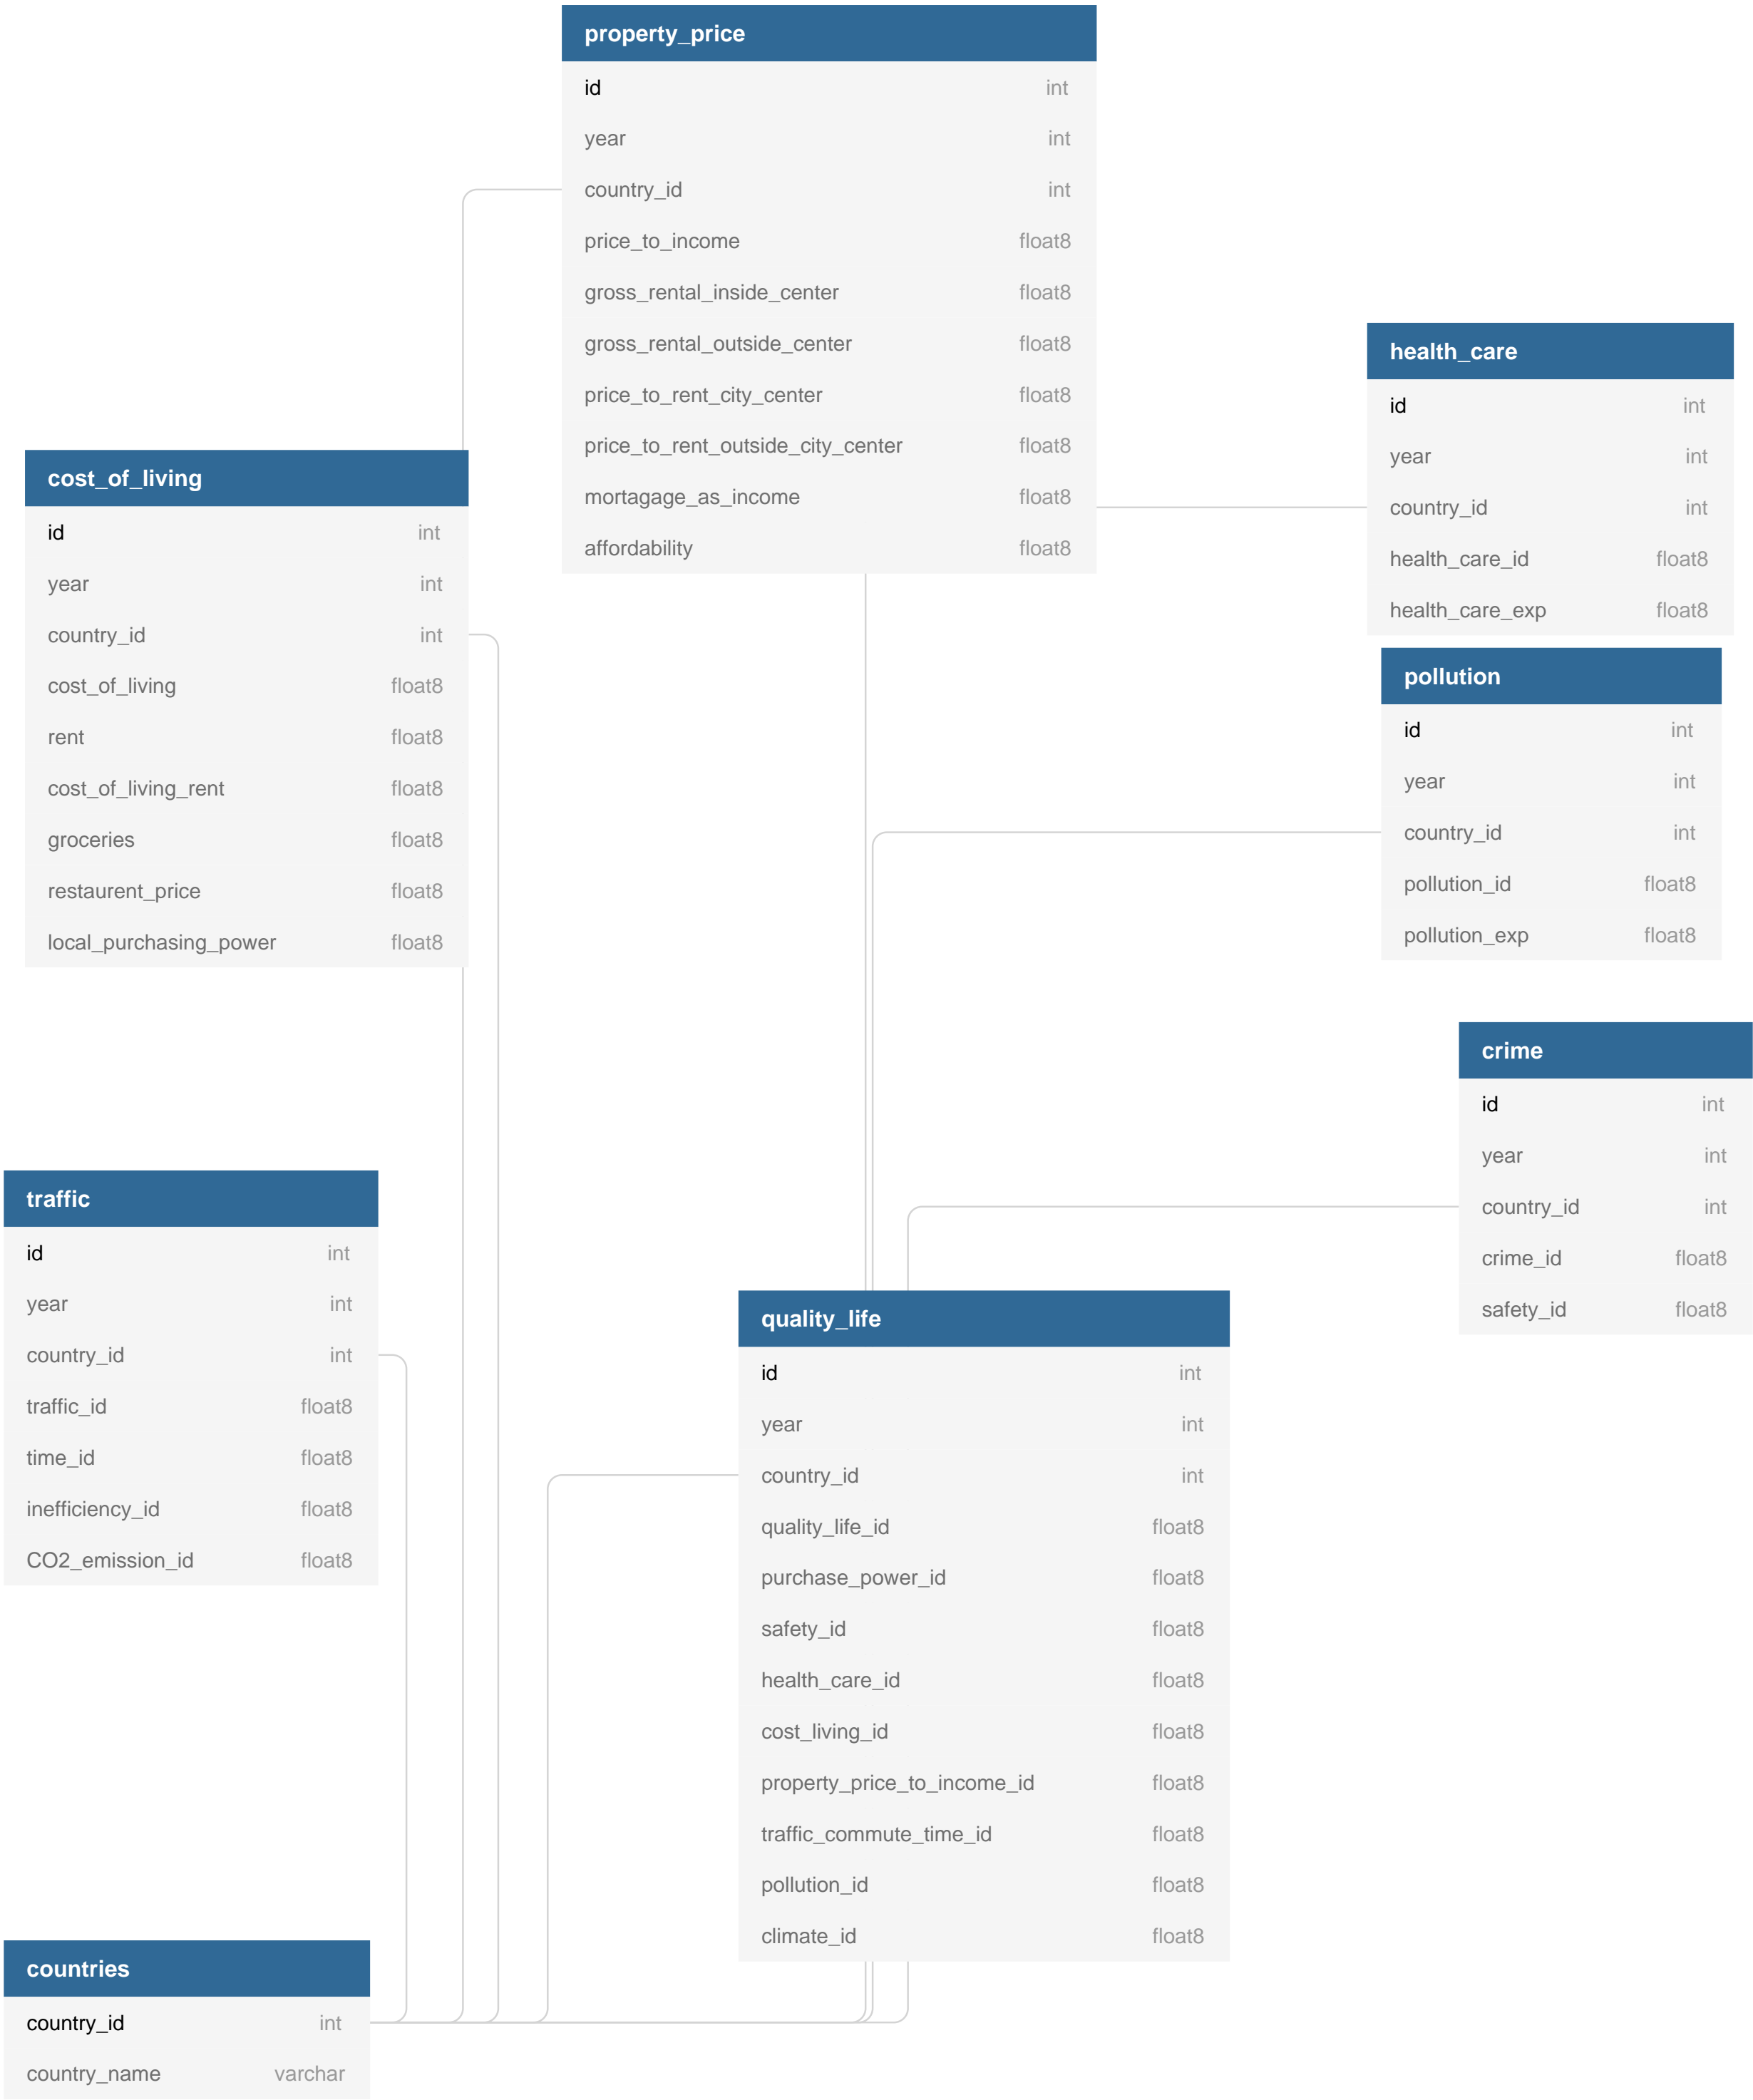 property_price
id int
year int
country_id int
price_to_income float8
gross_rental_inside_center float8
gross_rental_outside_center float8
price_to_rent_city_center float8
price_to_rent_outside_city_center float8
mortagage_as_income float8
affordability float8
health_care
id int
year int
country_id int
health_care_id float8
health_care_exp float8
cost_of_living
id int
year int
country_id int
cost_of_living float8
rent float8
cost_of_living_rent float8
groceries float8
restaurent_price float8
local_purchasing_power float8
pollution
id int
year int
country_id int
pollution_id float8
pollution_exp float8
crime
id int
year int
country_id int
crime_id float8
safety_id float8
traffic
id int
year int
country_id int
traffic_id float8
time_id float8
inefficiency_id float8
CO2_emission_id float8
quality_life
id int
year int
country_id int
quality_life_id float8
purchase_power_id float8
safety_id float8
health_care_id float8
cost_living_id float8
property_price_to_income_id float8
traffic_commute_time_id float8
pollution_id float8
climate_id float8
countries
country_id int
country_name varchar